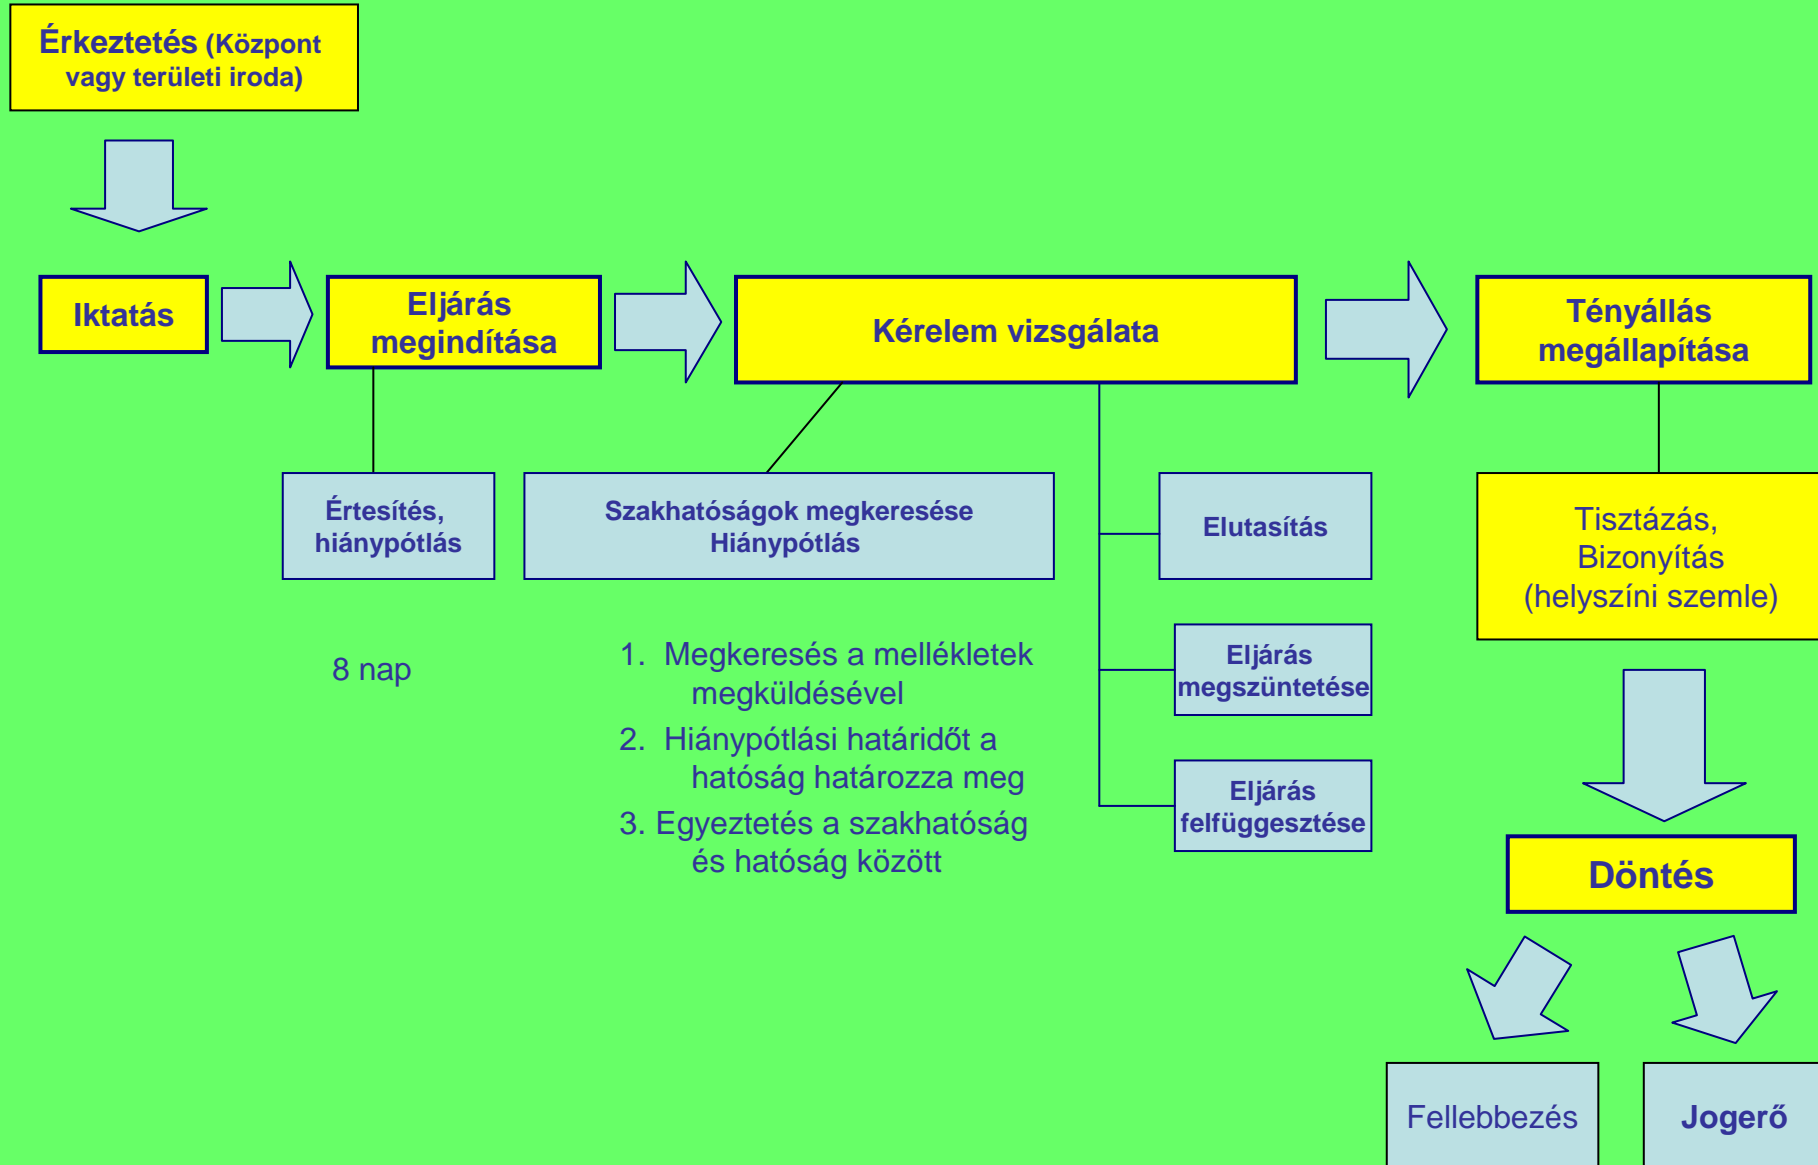 Érkeztetés (Központ
vagy területi iroda)
Iktatás
Eljárás
megindítása
Kérelem vizsgálata
Tényállás
megállapítása
Értesítés,
hiánypótlás
Szakhatóságok megkeresése
Hiánypótlás
Elutasítás
Tisztázás,
Bizonyítás
(helyszíni szemle)
8 nap
1. Megkeresés a mellékletek
megküldésével
2. Hiánypótlási határidőt a
hatóság határozza meg
3. Egyeztetés a szakhatóság
és hatóság között
Eljárás
megszüntetése
Eljárás
felfüggesztése
Döntés
Fellebbezés
Jogerő